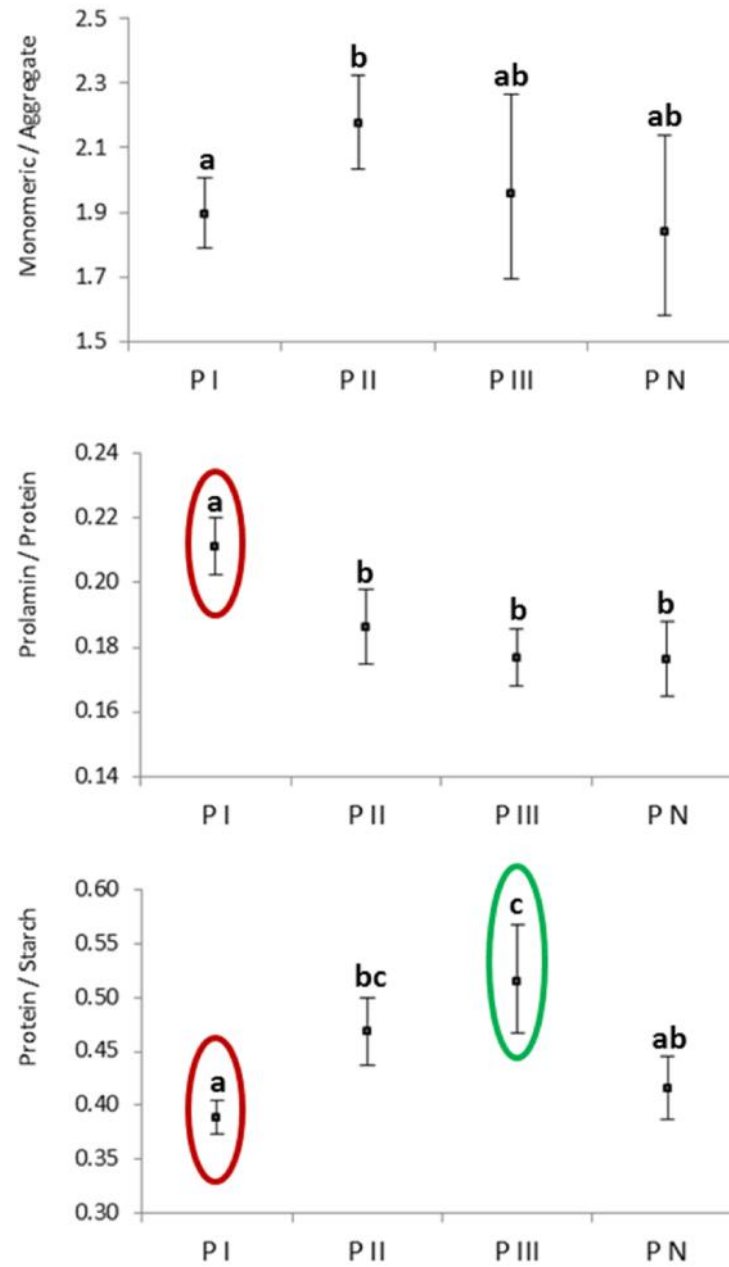 2.5
2.3
2.1
1.9
1.7
1.5
Monomeric / Aggregate
a
b
ab
ab
P I
P II
P III
P N
0.24
0.22
0.20
0.18
0.16
0.14
Prolamin / Protein
a
b
b
b
P I
P II
P III
P N
0.60
0.55
0.50
0.45
0.40
0.35
0.30
Protein / Starch
a
bc
c
ab
P I
P II
P III
P N